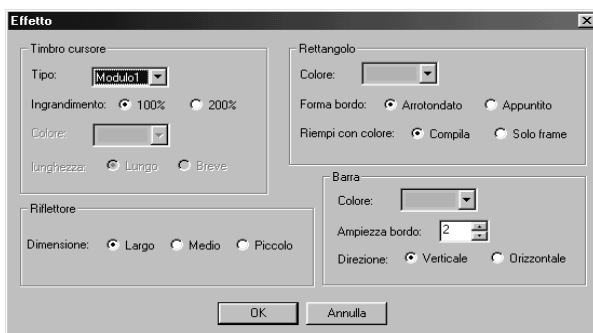 Effetto
Timbro cursore
Tipo: Modulo1
Ingrandimento: 100% 200%
Colore:
lunghezza: Lungo Breve
Riflettore
Dimensione: Largo Medio Piccolo
Rettangolo
Colore:
Forma bordo: Arrotondato Appuntito
Riempi con colore: Compila Solo frame
Barra
Colore:
Ampiezza bordo: 2
Direzione: Verticale Orizzontale
OK Annulla